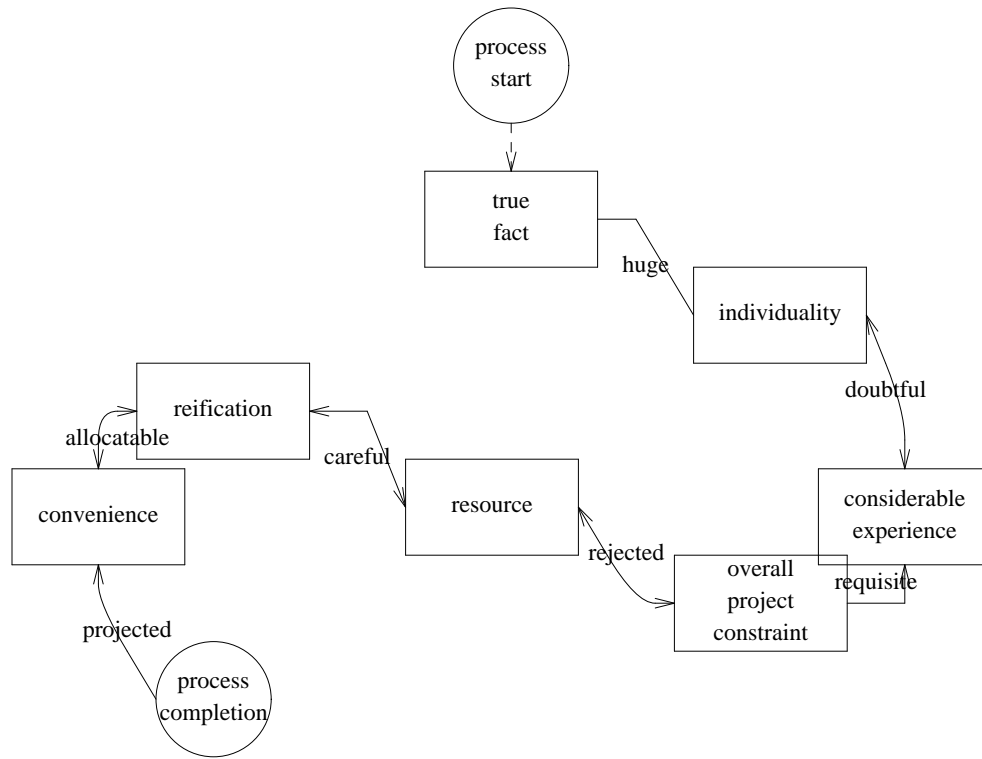 process
start
true
fact
huge
individuality
doubtful
reification
allocatable
careful
resource
convenience
considerable
experience
rejected
overall
project
constraint
requisite
projected
process
completion